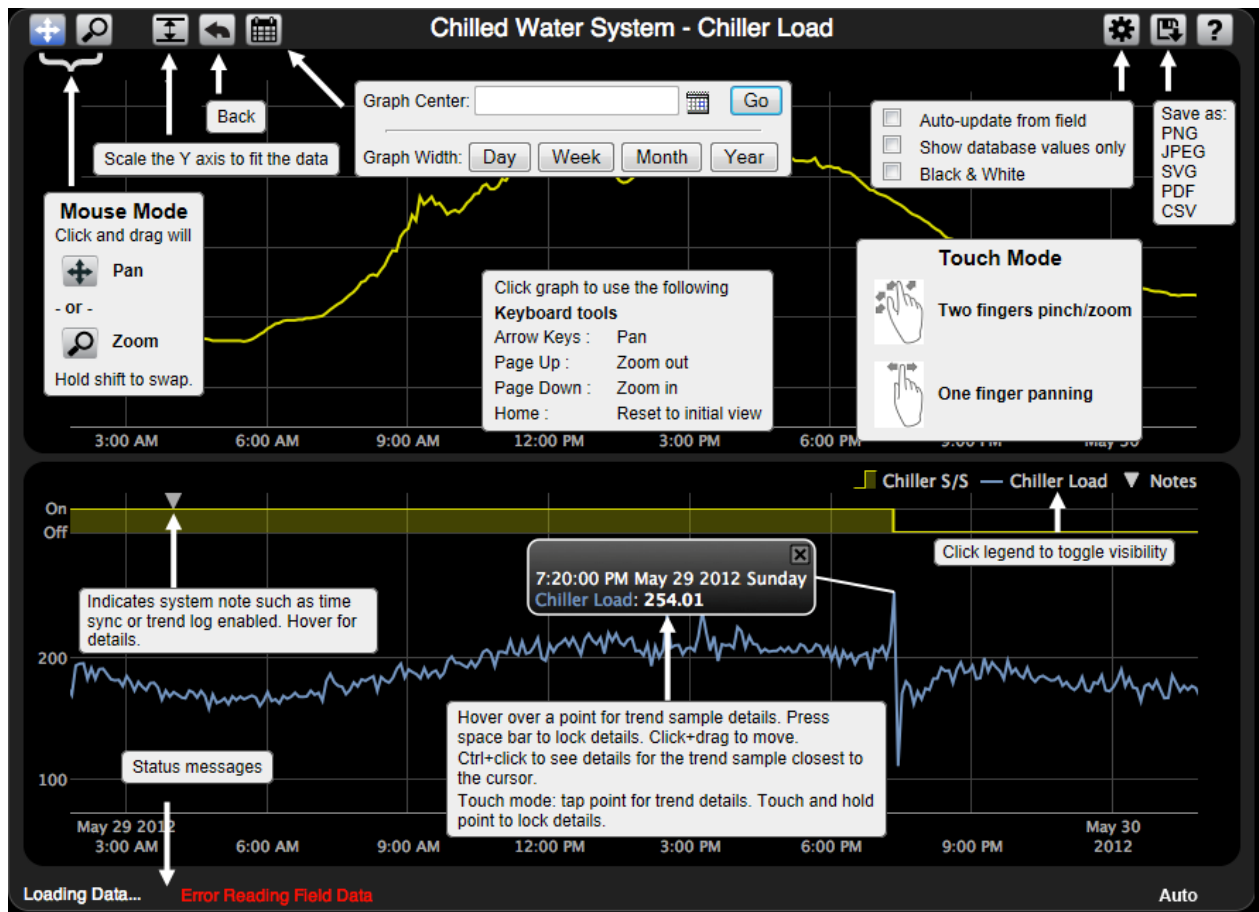 Chilled Water System - Chiller Load
?
Back
Scale the Y axis to fit the data
Graph Center:
Go
Graph Width:
Day
Week
Month
Year
Auto-update from field
Show database values only
Black & White
Save as:
PNG
JPEG
SVG
PDF
CSV
Mouse Mode
Click and drag will
Pan
- or -
Zoom
Hold shift to swap.
Click graph to use the following
Keyboard tools
Arrow Keys : Pan
Page Up : Zoom out
Page Down : Zoom in
Home : Reset to initial view
Touch Mode
Two fingers pinch/zoom
One finger panning
3:00 AM 6:00 AM 9:00 AM 12:00 PM 3:00 PM 6:00 PM 9:00 PM May 30
Chiller S/S Chiller Load Notes
On
Off
Click legend to toggle visibility
7:20:00 PM May 29 2012 Sunday
Chiller Load: 254.01
Indicates system note such as time
sync or trend log enabled. Hover for
details.
200
Hover over a point for trend sample details. Press
space bar to lock details. Click+drag to move.
Ctrl+click to see details for the trend sample closest to
the cursor.
Touch mode: tap point for trend details. Touch and hold
point to lock details.
Status messages
100
May 29 2012
3:00 AM 6:00 AM 9:00 AM 12:00 PM 3:00 PM 6:00 PM 9:00 PM
May 30
2012
Loading Data...
Error Reading Field Data
Auto